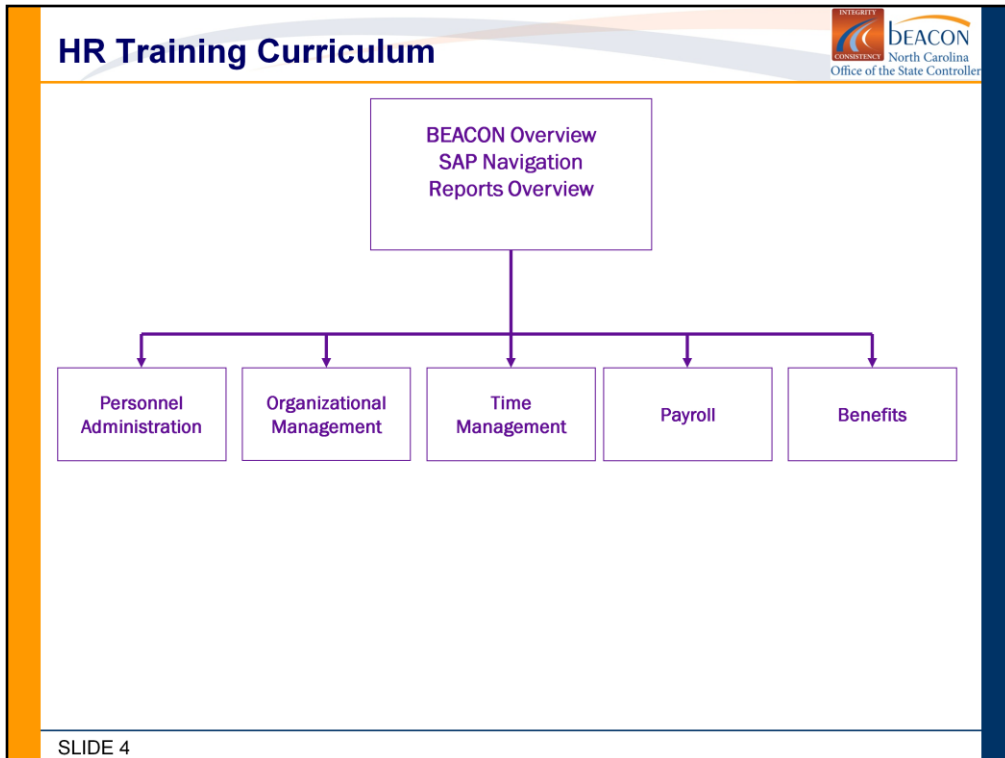 HR Training Curriculum
INTEGRITY
CONSISTENCY
bEACON
North Carolina
Office of the State Controller
BEACON Overview
SAP Navigation
Reports Overview
Personnel
Administration
Organizational
Management
Time
Management
Payroll
Benefits
SLIDE 4